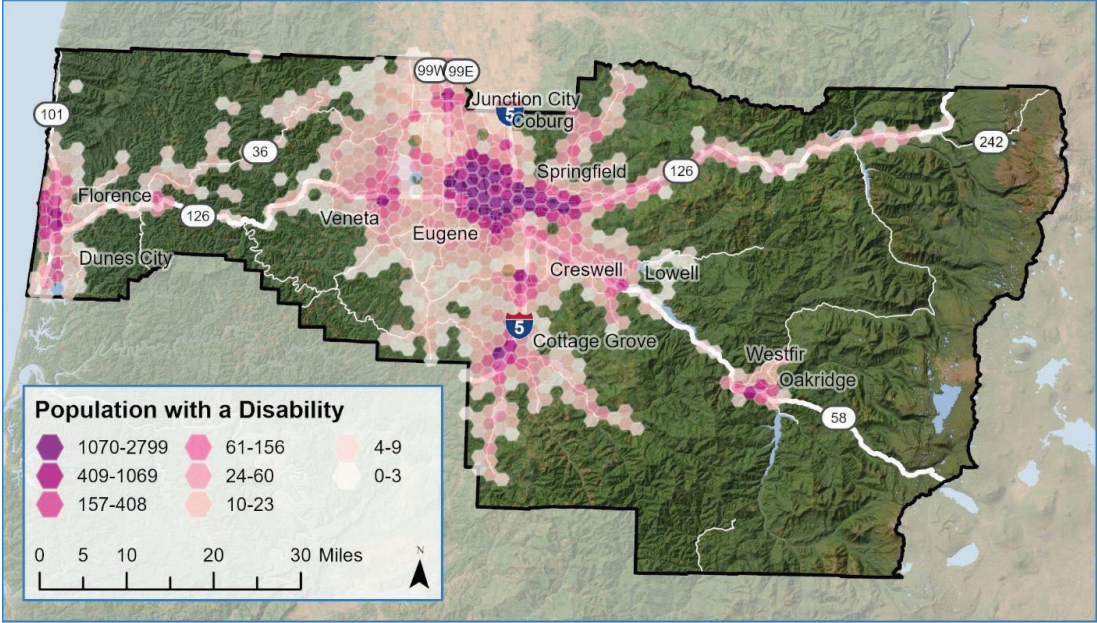 99W
99E
101
Junction City
5
Coburg
36
242
Springfield
126
Florence
126
Veneta
Eugene
Dunes City
Creswell
Lowell
5
Cottage Grove
Westfir
Oakridge
58
Population with a Disability
1070-2799
61-156
4-9
409-1069
24-60
0-3
157-408
10-23
0 5 10 20 30 Miles
N